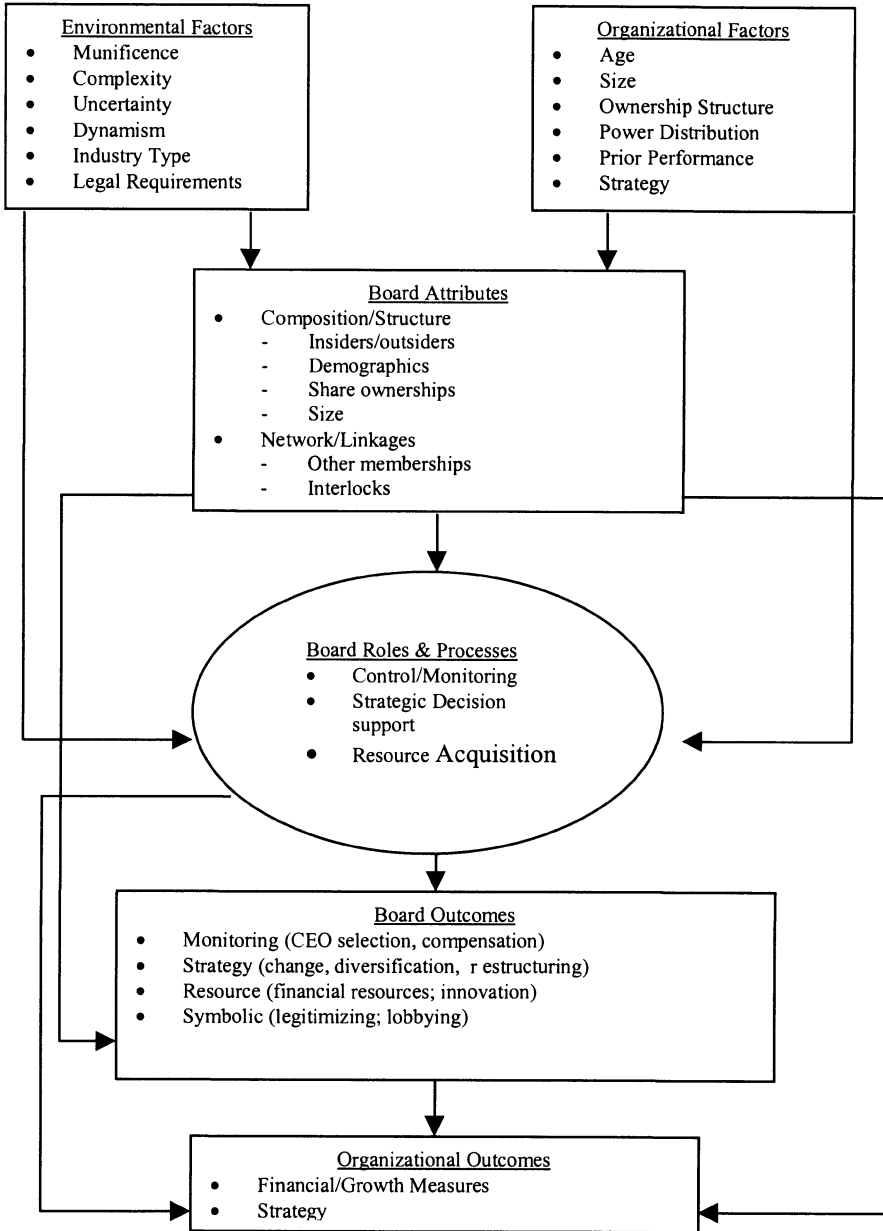 Environmental Factors
• Munificence
• Complexity
• Uncertainty
• Dynamism
• Industry Type
• Legal Requirements
Organizational Factors
• Age
• Size
• Ownership Structure
• Power Distribution
• Prior Performance
• Strategy
Board Attributes
• Composition/Structure
- Insiders/outsiders
- Demographics
- Share ownerships
- Size
• Network/Linkages
- Other memberships
- Interlocks
Board Roles & Processes
• Control/Monitoring
• Strategic Decision
support
• Resource Acquisition
Board Outcomes
• Monitoring (CEO selection, compensation)
• Strategy (change, diversification, r estructuring)
• Resource (financial resources; innovation)
• Symbolic (legitimizing; lobbying)
Organizational Outcomes
• Financial/Growth Measures
• Strategy